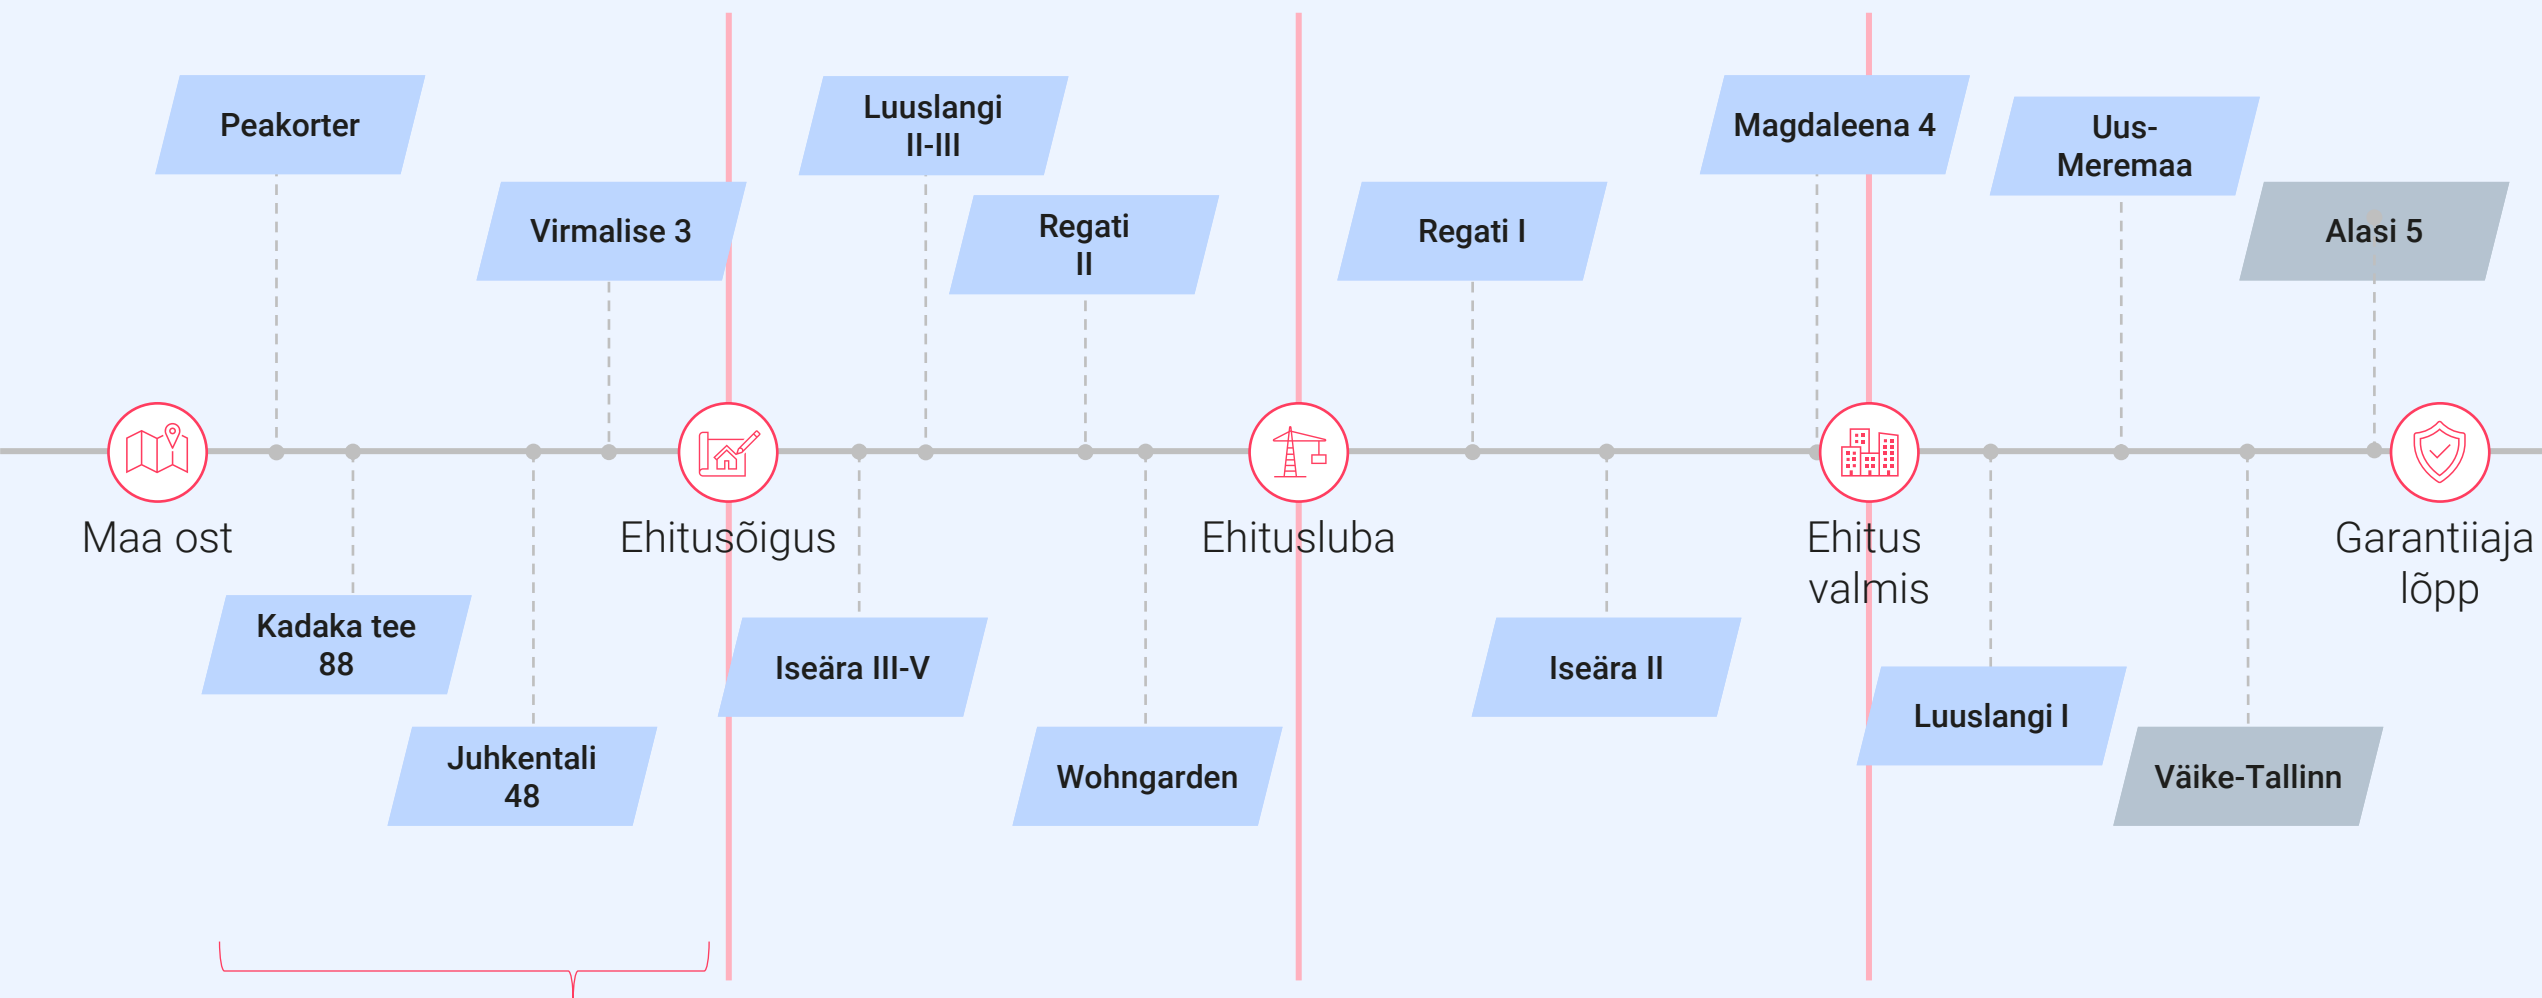 Peakorter
Virmalise 3
Luuslangi
II-III
Regati
II
Regati I
Magdaleena 4
Uus-
Meremaa
Alasi 5
Maa ost
Ehitusõigus
Ehitusluba
Ehitus
valmis
Garantiiaja
lõpp
Kadaka tee
88
Juhkentali
48
Iseära III-V
Wohngarden
Iseära II
Luuslangi I
Väike-Tallinn